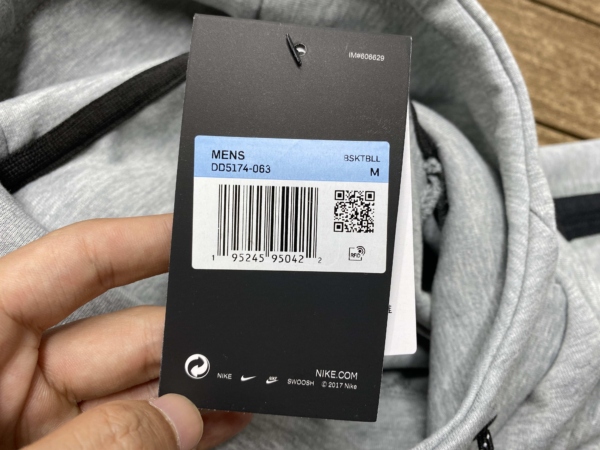 IM#606629
MENS BSKTBLL
DD5174-063 M
1 95245 95042 2
RFID
NIKE.COM
NIKE SWOOSH © 2017 Nike